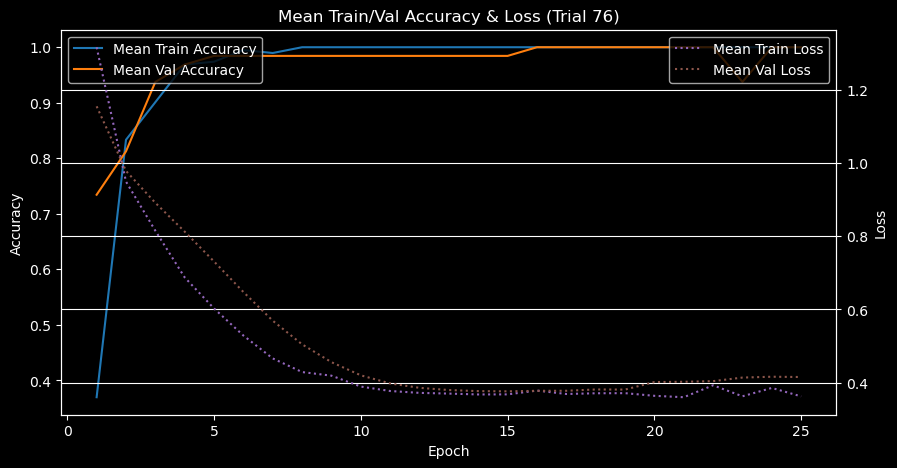 Mean Train/Val Accuracy & Loss (Trial 76)
Mean Train Accuracy
Mean Val Accuracy
Mean Train Loss
Mean Val Loss
1.0
0.9
0.8
0.7
0.6
0.5
0.4
Accuracy
1.2
1.0
0.8
0.6
0.4
Loss
0 5 10 15 20 25
Epoch